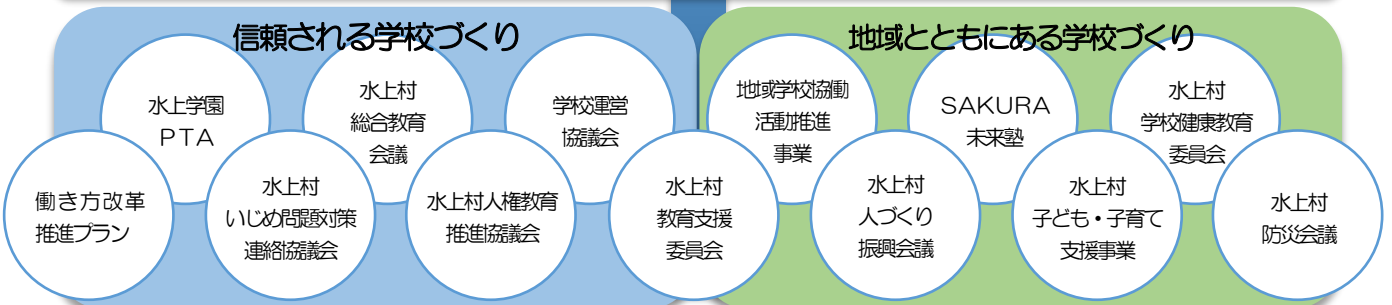 信頼される学校づくり
地域とともにある学校づくり
水上学園
ＰＴＡ
水上村
総合教育
会議
学校運営
協議会
地域学校協働
活動推進
事業
ＳＡＫＵＲＡ
未来塾
水上村
学校健康教育
委員会
働き方改革
推進プラン
水上村
いじめ問題対策
連絡協議会
水上村人権教育
推進協議会
水上村
教育支援
委員会
水上村
人づくり
振興会議
水上村
子ども・子育て
支援事業
水上村
防災会議